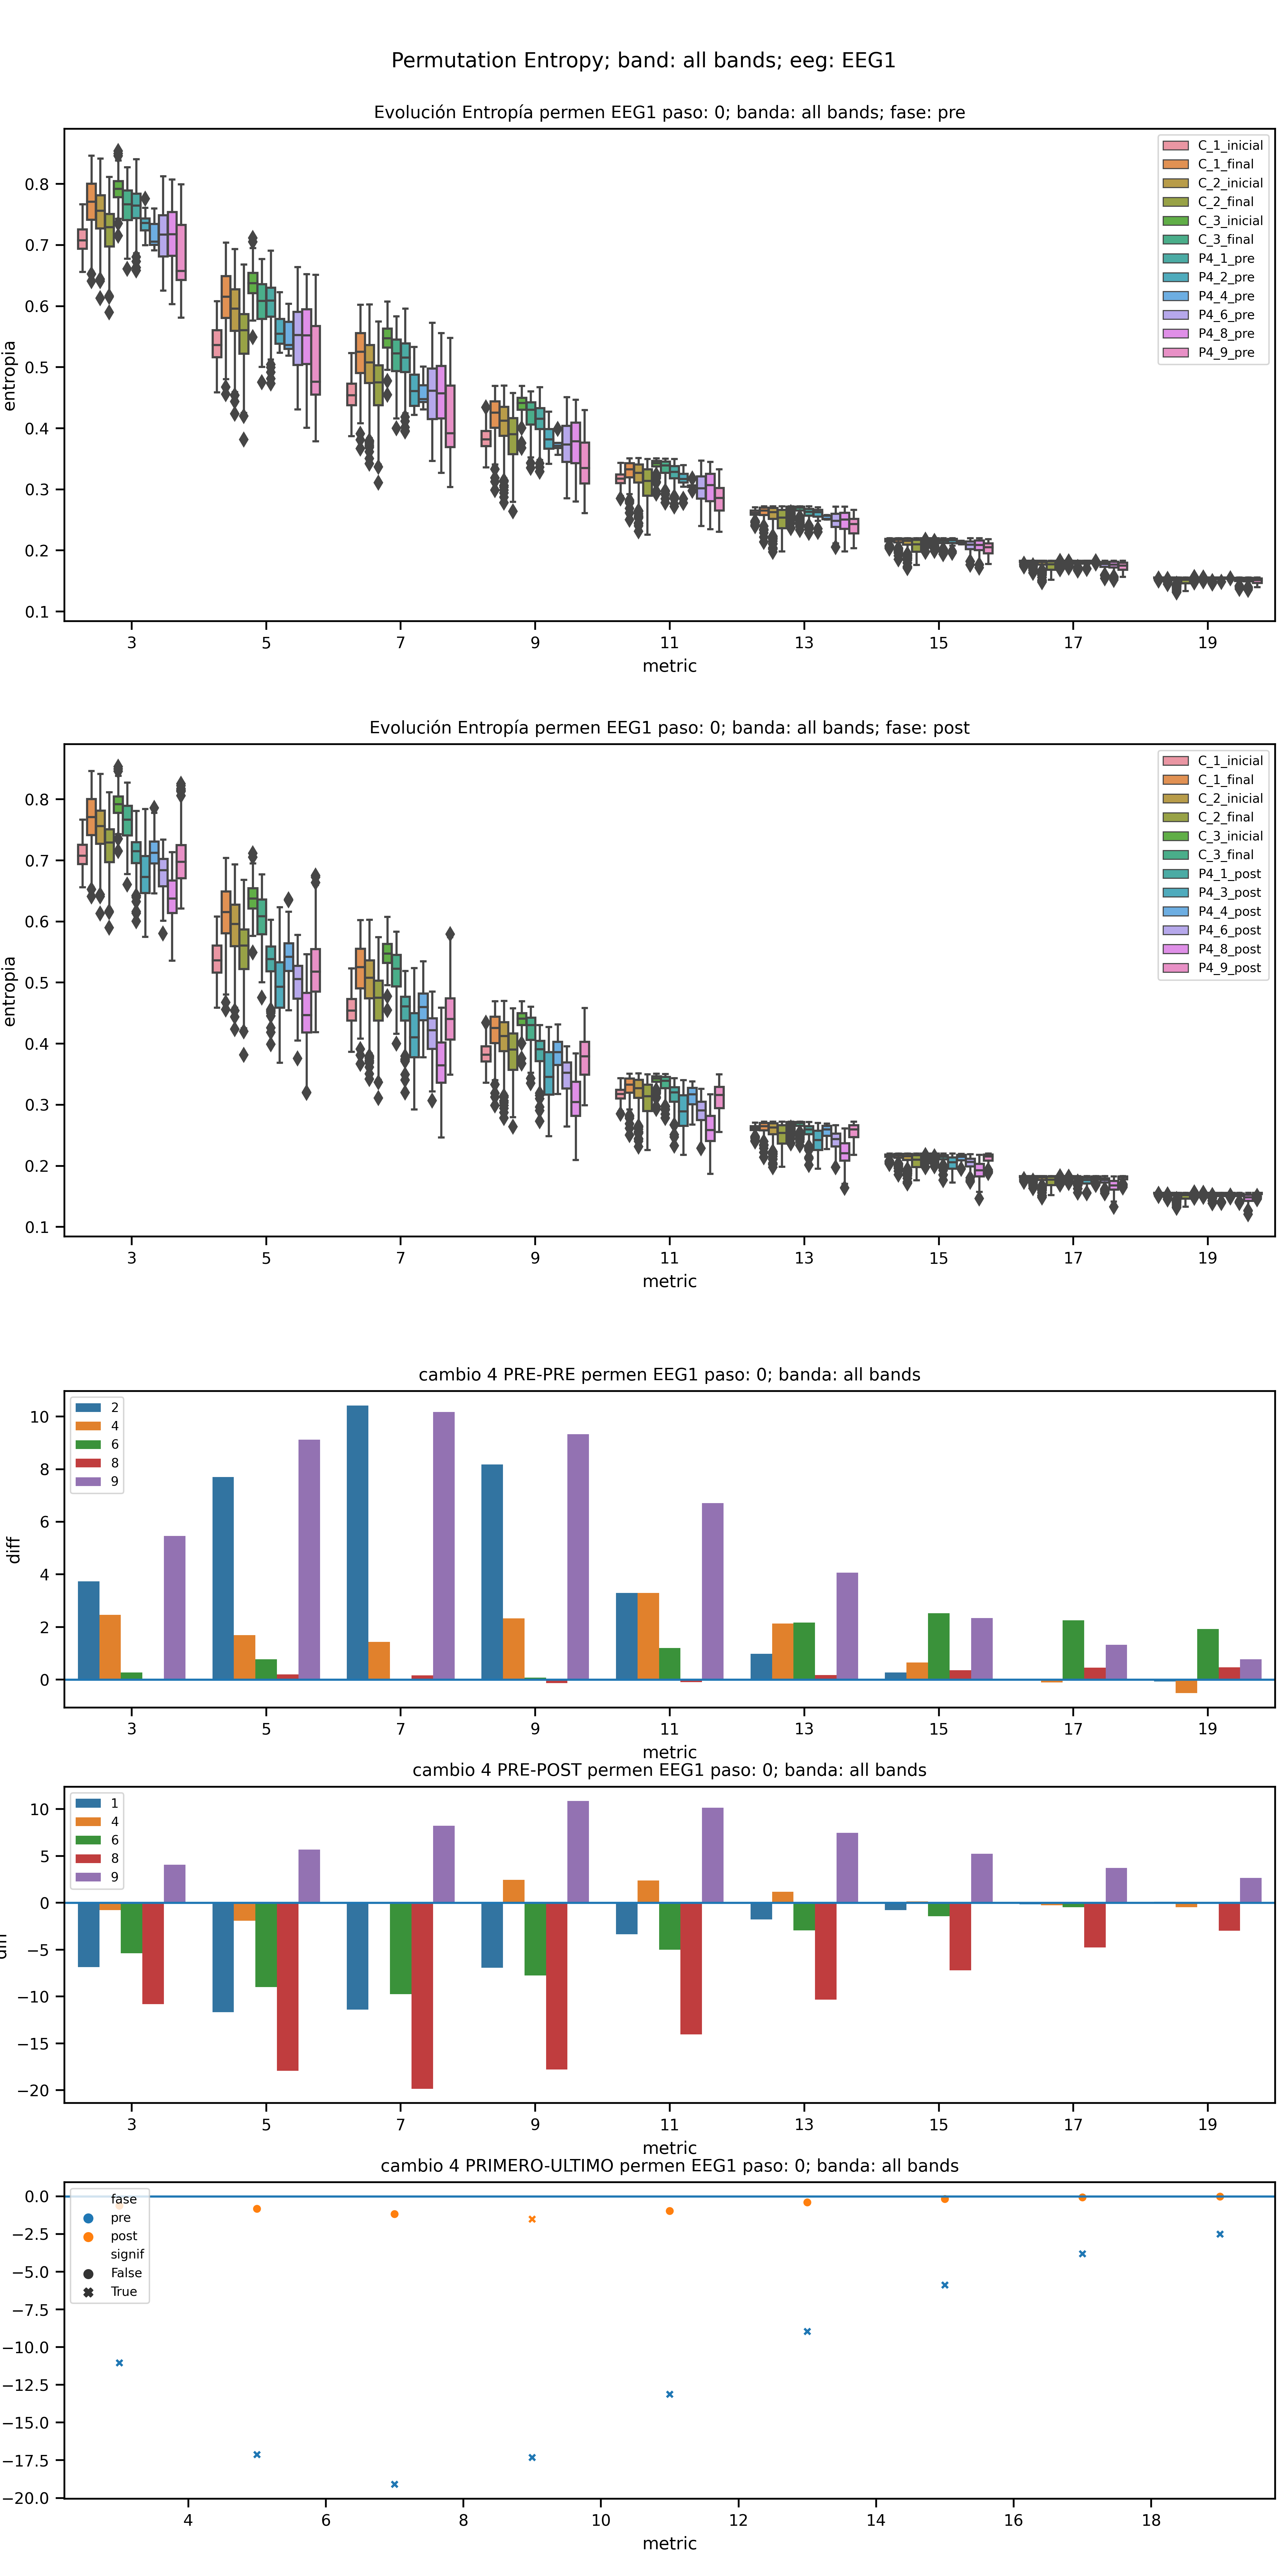 Permutation Entropy; band: all bands; eeg: EEG1
Evolución Entropía permen EEG1 paso: 0; banda: all bands; fase: pre
entropia
0.8
0.7
0.6
0.5
0.4
0.3
0.2
0.1
C_1_inicial
C_1_final
C_2_inicial
C_2_final
C_3_inicial
C_3_final
P4_1_pre
P4_2_pre
P4_4_pre
P4_6_pre
P4_8_pre
P4_9_pre
3 5 7 9 11 13 15 17 19
metric
Evolución Entropía permen EEG1 paso: 0; banda: all bands; fase: post
entropia
0.8
0.7
0.6
0.5
0.4
0.3
0.2
0.1
C_1_inicial
C_1_final
C_2_inicial
C_2_final
C_3_inicial
C_3_final
P4_1_post
P4_3_post
P4_4_post
P4_6_post
P4_8_post
P4_9_post
3 5 7 9 11 13 15 17 19
metric
cambio 4 PRE-PRE permen EEG1 paso: 0; banda: all bands
diff
10
8
6
4
2
0
2
4
6
8
9
3 5 7 9 11 13 15 17 19
metric
cambio 4 PRE-POST permen EEG1 paso: 0; banda: all bands
10
5
0
−5
−10
−15
−20
1
4
6
8
9
3 5 7 9 11 13 15 17 19
metric
cambio 4 PRIMERO-ULTIMO permen EEG1 paso: 0; banda: all bands
0.0
−2.5
−5.0
−7.5
−10.0
−12.5
−15.0
−17.5
−20.0
fase
pre
post
signif
False
True
4 6 8 10 12 14 16 18
metric